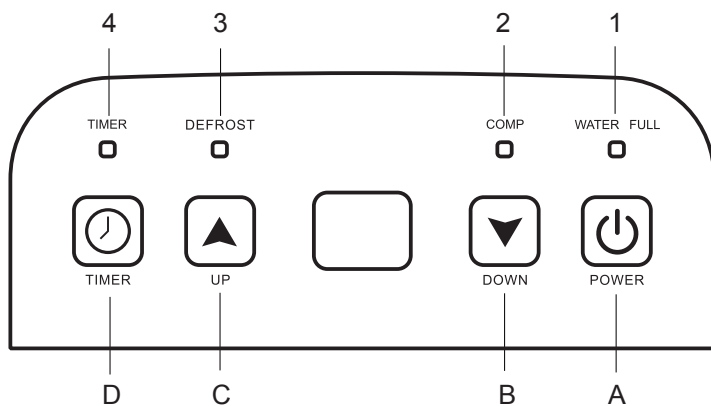 4 3 2 1
TIMER DEFROST COMP WATER FULL
TIMER UP DOWN POWER
D C B A